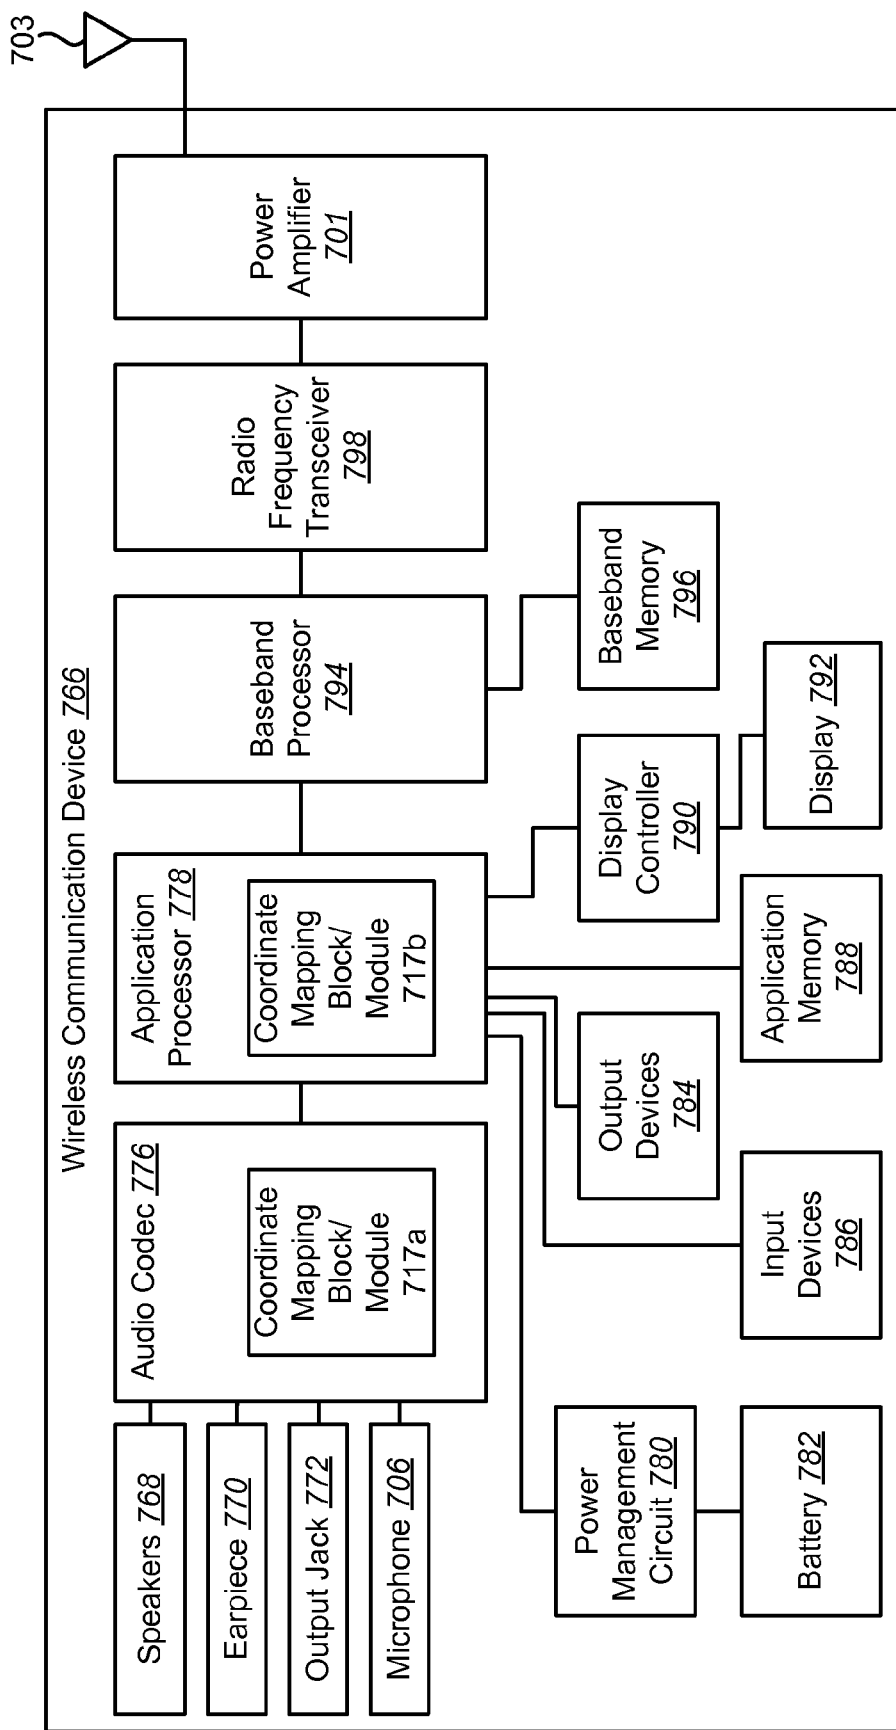 703
Wireless Communication Device 766
Speakers 768
Earpiece 770
Output Jack 772
Microphone 706
Audio Codec 776
Coordinate
Mapping
Block/
Module
717a
Application
Processor 778
Coordinate
Mapping
Block/
Module
717b
Baseband
Processor
794
Radio
Frequency
Transceiver
798
Power
Amplifier
701
Power
Management
Circuit 780
Battery 782
Input
Devices
786
Output
Devices
784
Application
Memory
788
Display
Controller
790
Display 792
Baseband
Memory
796